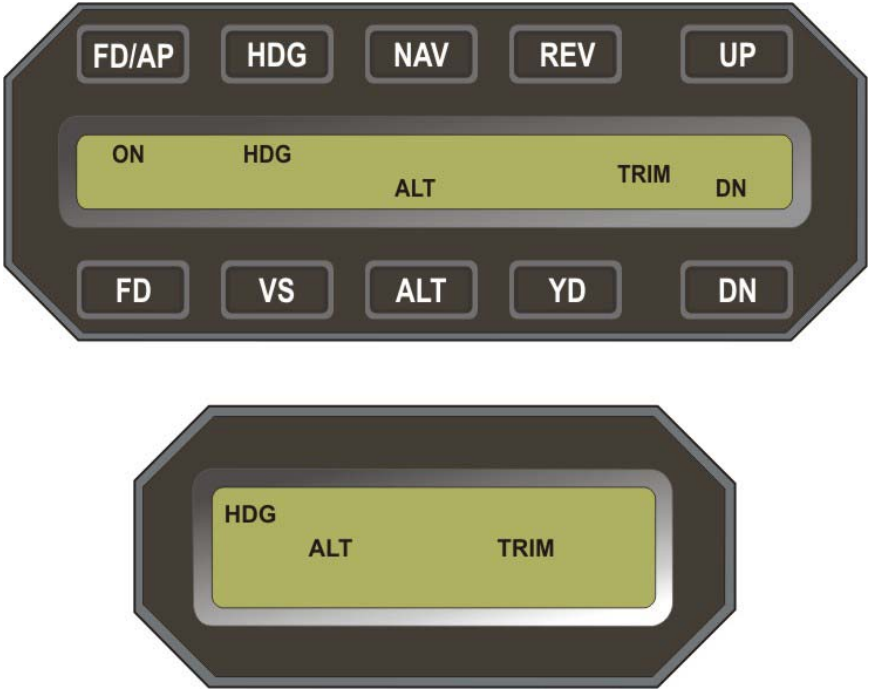 FD/AP HDG NAV REV UP
ON HDG
TRIM
ALT DN
FD VS ALT YD DN
HDG
ALT TRIM